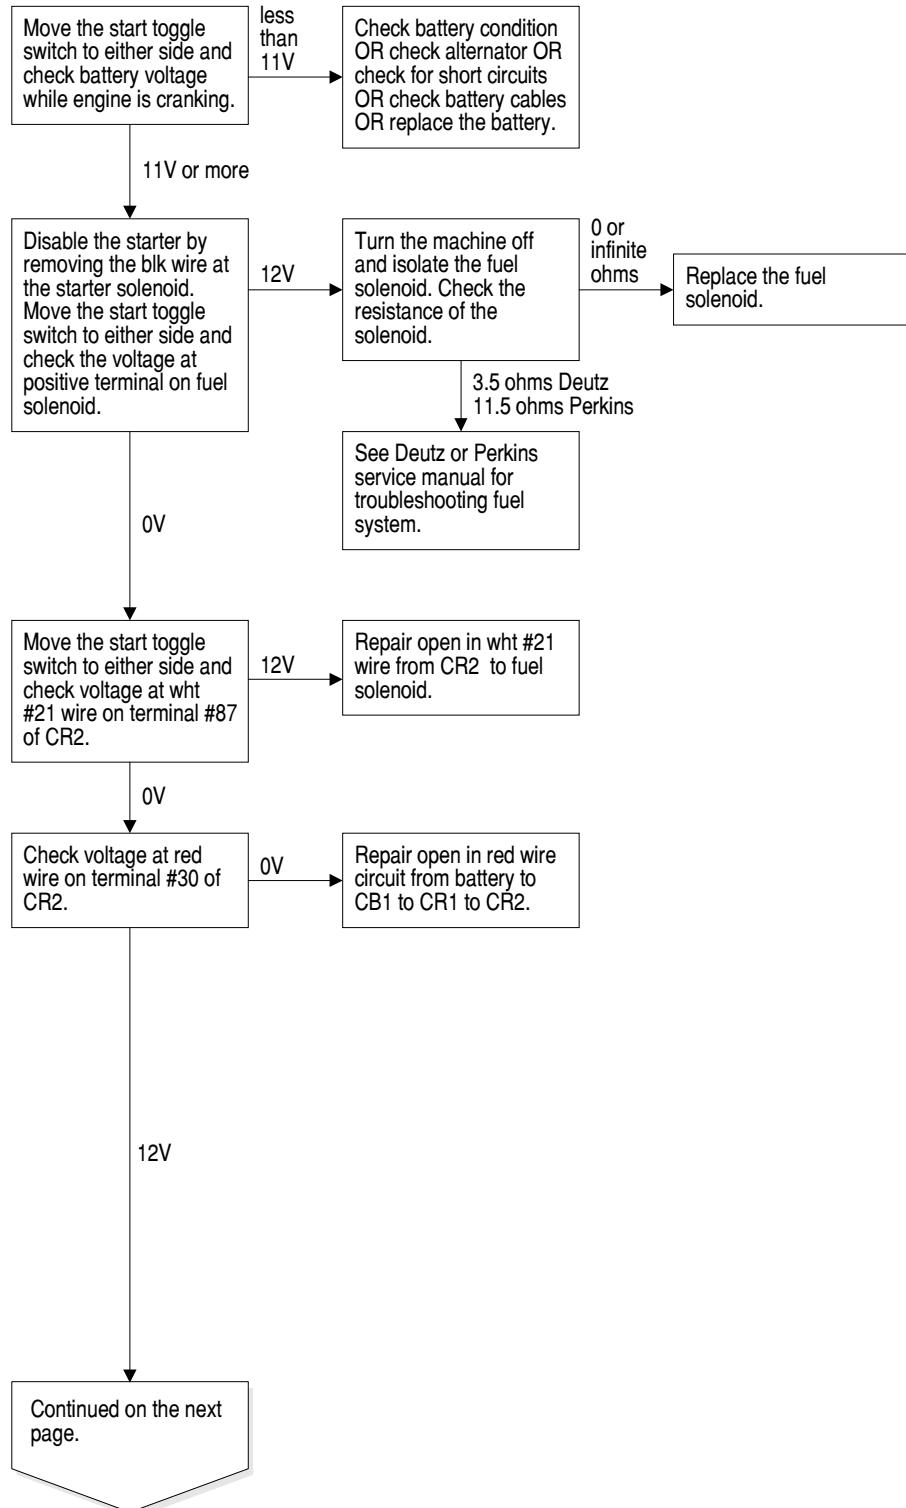 Move the start toggle
switch to either side and
check battery voltage
while engine is cranking.
less
than
11V
Check battery condition
OR check alternator OR
check for short circuits
OR check battery cables
OR replace the battery.
11V or more
Disable the starter by
removing the blk wire at
the starter solenoid.
Move the start toggle
switch to either side and
check the voltage at
positive terminal on fuel
solenoid.
12V
Turn the machine off
and isolate the fuel
solenoid. Check the
resistance of the
solenoid.
0 or
infinite
ohms
Replace the fuel
solenoid.
3.5 ohms Deutz
11.5 ohms Perkins
See Deutz or Perkins
service manual for
troubleshooting fuel
system.
0V
Move the start toggle
switch to either side and
check voltage at wht
#21 wire on terminal #87
of CR2.
12V
Repair open in wht #21
wire from CR2 to fuel
solenoid.
0V
Check voltage at red
wire on terminal #30 of
CR2.
0V
Repair open in red wire
circuit from battery to
CB1 to CR1 to CR2.
12V
Continued on the next
page.